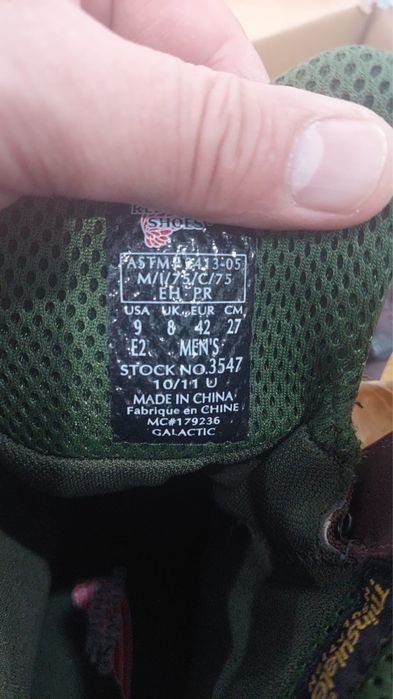 SHOES
ASTM F2413-05
M/I/75/C/75
EH PR
USA UK EUR CM
9 8 42 27
E2 MEN'S
STOCK NO.3547
10/11 U
MADE IN CHINA
Fabriqué en CHINE
MC#179236
GALACTIC
Thinsulate